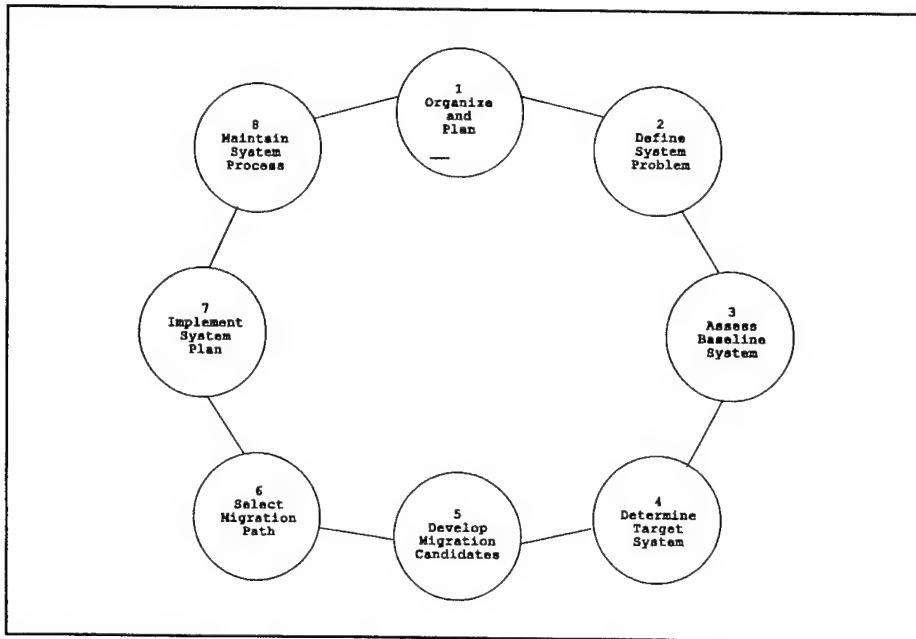 1
Organize
and
Plan
2
Define
System
Problem
3
Assess
Baseline
System
4
Determine
Target
System
5
Develop
Migration
Candidates
6
Select
Migration
Path
7
Implement
System
Plan
8
Maintain
System
Process